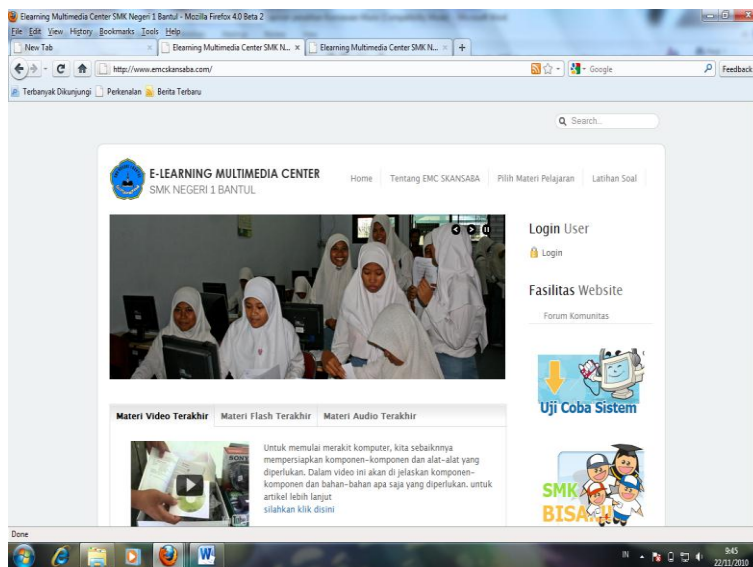 Elearning Multimedia Center SMK Negeri 1 Bantul - Mozilla Firefox 4.0 Beta 2
File Edit View History Bookmarks Tools Help
New Tab
Elearning Multimedia Center SMK N...
Elearning Multimedia Center SMK N...
http://www.emcskansaba.com/
Google
Feedback
Terbanyak Dikunjungi Perkenalan Berita Terbaru
Search...
E-LEARNING MULTIMEDIA CENTER
SMK NEGERI 1 BANTUL
Home Tentang EMC SKANSABA Pilih Materi Pelajaran Latihan Soal
Login User
Login
Fasilitas Website
Forum Komunitas
Uji Coba Sistem
SMK
BISA..!!
Materi Video Terakhir Materi Flash Terakhir Materi Audio Terakhir
SONY
Untuk memulai merakit komputer, kita sebaiknnya
mempersiapkan komponen-komponen dan alat-alat yang
diperlukan. Dalam video ini akan di jelaskan komponen-
komponen dan bahan-bahan apa saja yang diperlukan. untuk
artikel lebih lanjut
silahkan klik disini
Done
IN
9:45
22/11/2010